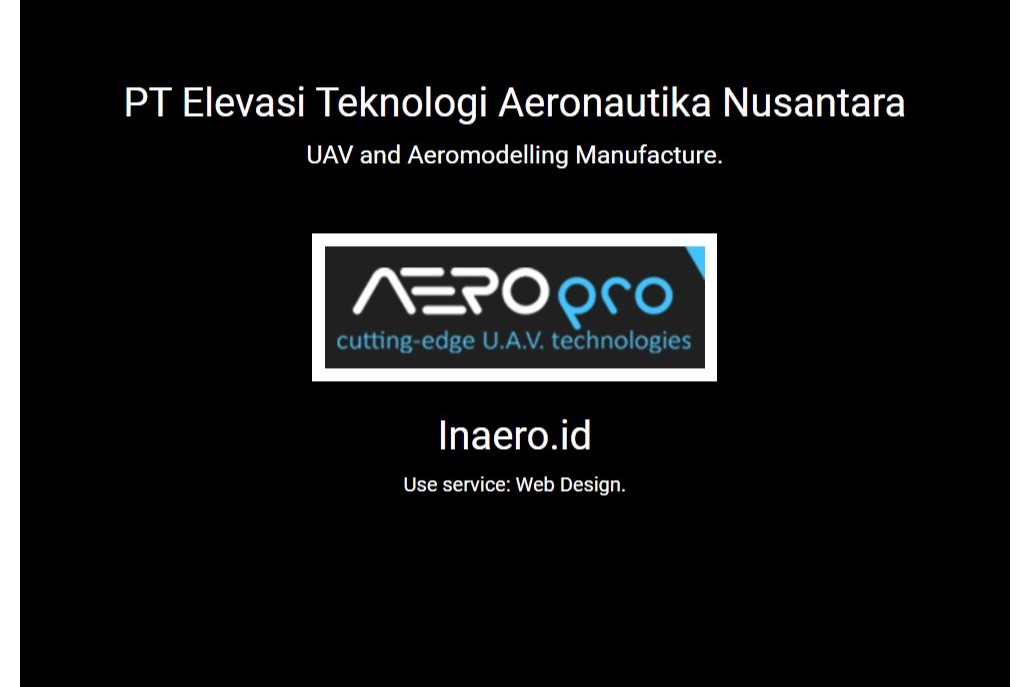 PT Elevasi Teknologi Aeronautika Nusantara
UAV and Aeromodelling Manufacture.
AEROpro
cutting-edge U.A.V. technologies
Inaero.id
Use service: Web Design.